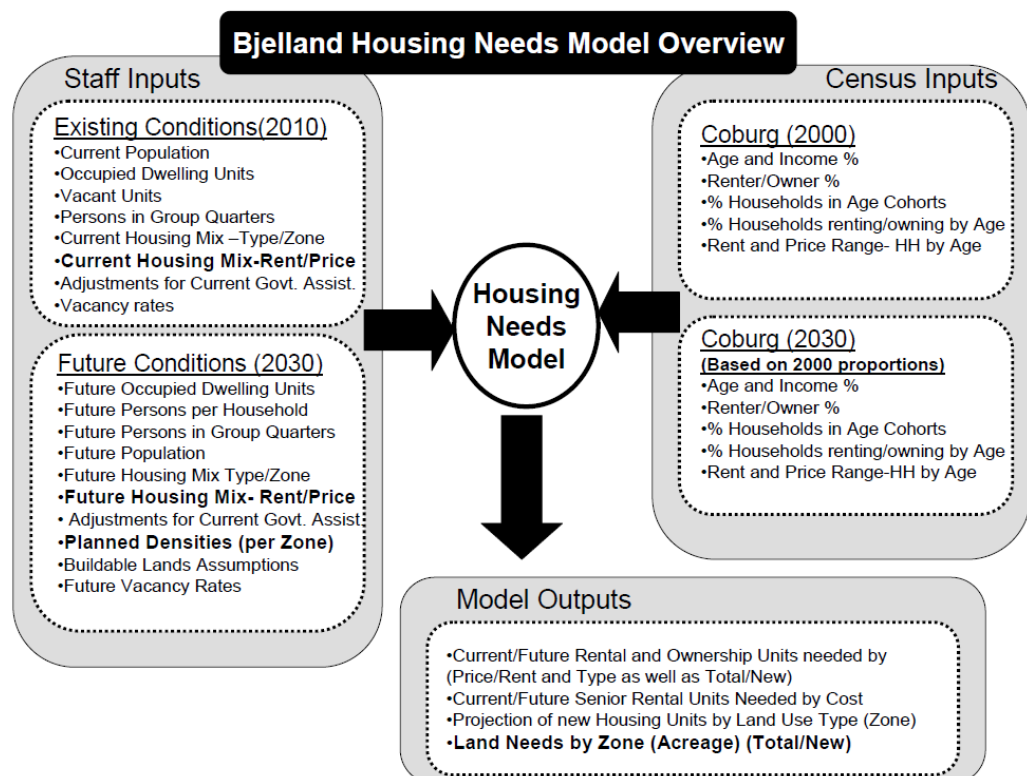 Bjelland Housing Needs Model Overview
Staff Inputs
Existing Conditions(2010)
•Current Population
•Occupied Dwelling Units
•Vacant Units
•Persons in Group Quarters
•Current Housing Mix –Type/Zone
•Current Housing Mix-Rent/Price
•Adjustments for Current Govt. Assist.
•Vacancy rates
Future Conditions (2030)
•Future Occupied Dwelling Units
•Future Persons per Household
•Future Persons in Group Quarters
•Future Population
•Future Housing Mix Type/Zone
•Future Housing Mix- Rent/Price
• Adjustments for Current Govt. Assist.
•Planned Densities (per Zone)
•Buildable Lands Assumptions
•Future Vacancy Rates
Housing
Needs
Model
Census Inputs
Coburg (2000)
•Age and Income %
•Renter/Owner %
•% Households in Age Cohorts
•% Households renting/owning by Age
•Rent and Price Range- HH by Age
Coburg (2030)
(Based on 2000 proportions)
•Age and Income %
•Renter/Owner %
•% Households in Age Cohorts
•% Households renting/owning by Age
•Rent and Price Range-HH by Age
Model Outputs
•Current/Future Rental and Ownership Units needed by
(Price/Rent and Type as well as Total/New)
•Current/Future Senior Rental Units Needed by Cost
•Projection of new Housing Units by Land Use Type (Zone)
•Land Needs by Zone (Acreage) (Total/New)